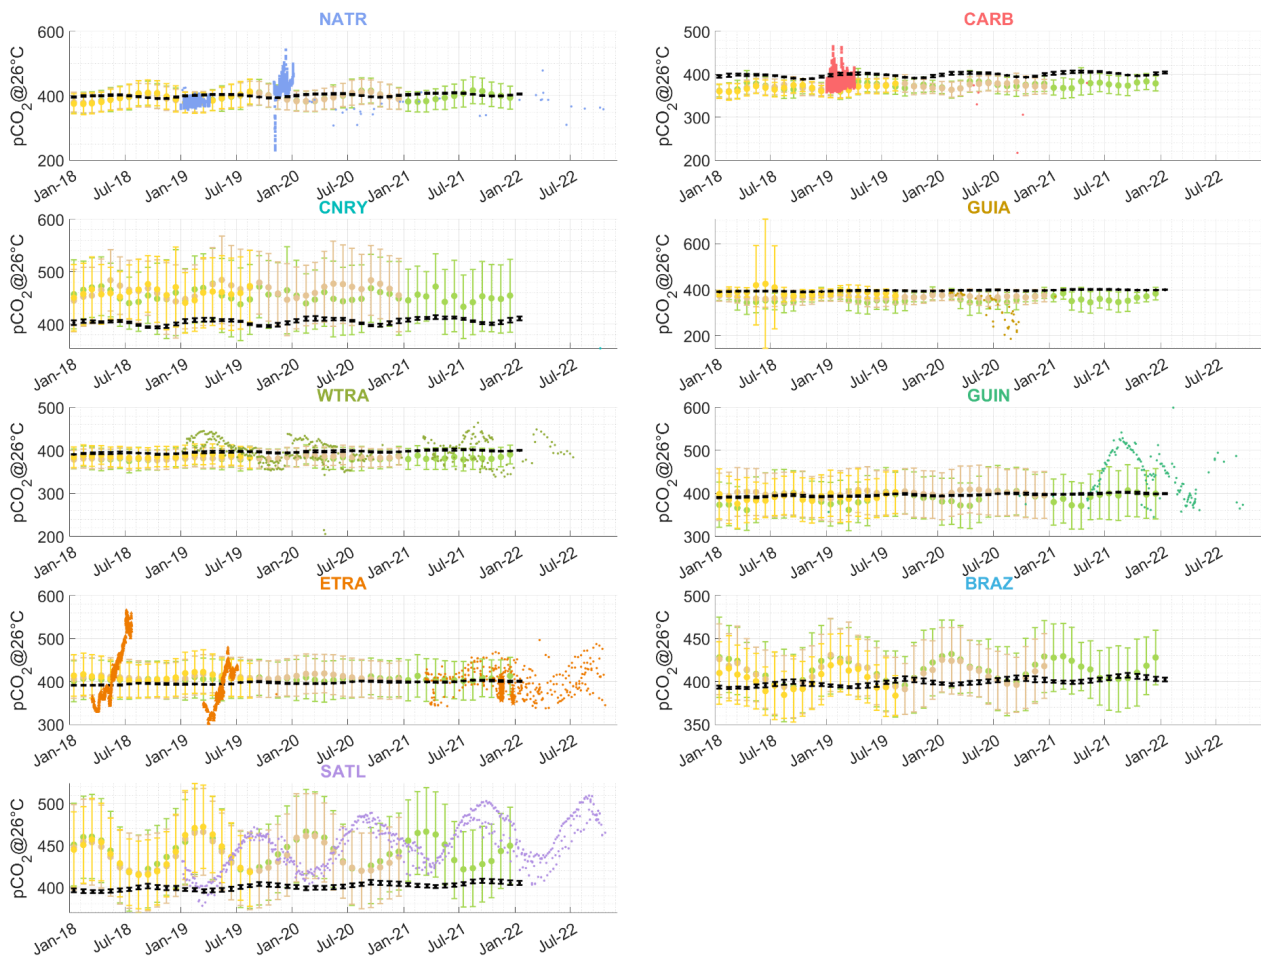 NATR
pCO2@26°C
600
400
200
Jan-18
Jul-18
Jan-19
Jul-19
Jan-20
Jul-20
Jan-21
Jul-21
Jan-22
Jul-22
CARB
pCO2@26°C
500
400
300
200
Jan-18
Jul-18
Jan-19
Jul-19
Jan-20
Jul-20
Jan-21
Jul-21
Jan-22
Jul-22
CNRY
pCO2@26°C
600
500
400
Jan-18
Jul-18
Jan-19
Jul-19
Jan-20
Jul-20
Jan-21
Jul-21
Jan-22
Jul-22
GUIA
pCO2@26°C
600
400
200
Jan-18
Jul-18
Jan-19
Jul-19
Jan-20
Jul-20
Jan-21
Jul-21
Jan-22
Jul-22
WTRA
pCO2@26°C
500
400
300
200
Jan-18
Jul-18
Jan-19
Jul-19
Jan-20
Jul-20
Jan-21
Jul-21
Jan-22
Jul-22
GUIN
pCO2@26°C
600
500
400
300
Jan-18
Jul-18
Jan-19
Jul-19
Jan-20
Jul-20
Jan-21
Jul-21
Jan-22
Jul-22
ETRA
pCO2@26°C
600
500
400
300
Jan-18
Jul-18
Jan-19
Jul-19
Jan-20
Jul-20
Jan-21
Jul-21
Jan-22
Jul-22
BRAZ
pCO2@26°C
500
450
400
350
Jan-18
Jul-18
Jan-19
Jul-19
Jan-20
Jul-20
Jan-21
Jul-21
Jan-22
Jul-22
SATL
pCO2@26°C
500
450
400
Jan-18
Jul-18
Jan-19
Jul-19
Jan-20
Jul-20
Jan-21
Jul-21
Jan-22
Jul-22